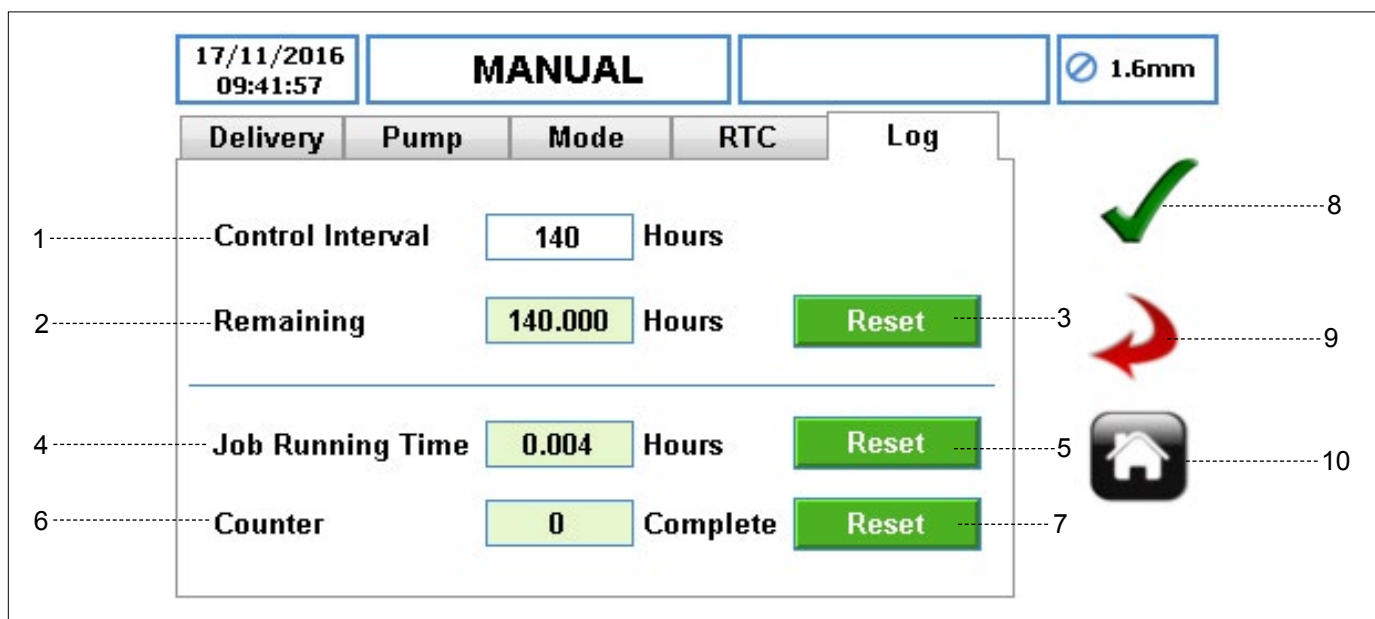 17/11/2016
09:41:57
MANUAL
1.6mm
Delivery Pump Mode RTC Log
1 Control Interval 140 Hours 8
2 Remaining 140.000 Hours Reset 3
9
4 Job Running Time 0.004 Hours Reset 5
10
6 Counter 0 Complete Reset 7